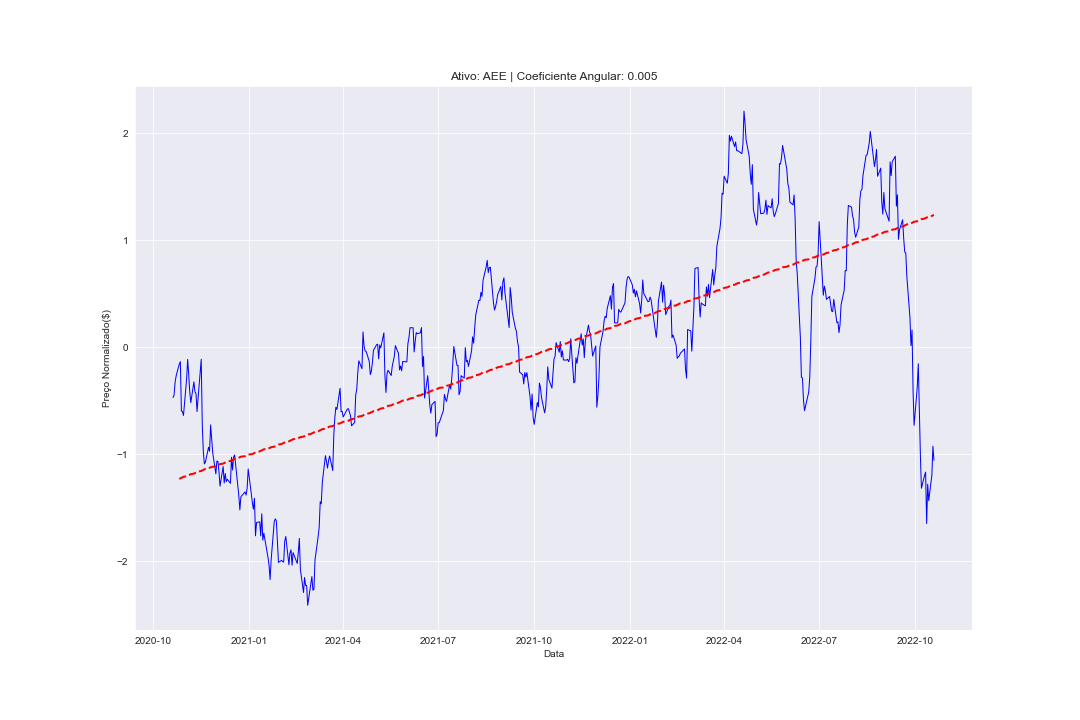 Ativo: AEE | Coeficiente Angular: 0.005
Preço Normalizado($)
2
1
0
−1
−2
2020-10 2021-01 2021-04 2021-07 2021-10 2022-01 2022-04 2022-07 2022-10
Data